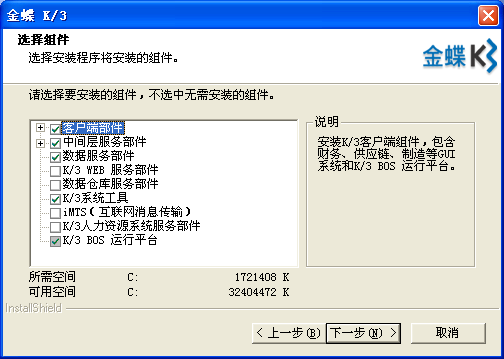 金蝶 K/3
选择组件
选择安装程序将安装的组件。
金蝶 K3
请选择要安装的组件，不选中无需安装的组件。
客户端部件
中间层服务部件
数据服务部件
K/3 WEB 服务部件
数据仓库服务部件
K/3系统工具
iMTS(互联网消息传输)
K/3人力资源系统服务部件
K/3 BOS 运行平台
说明
安装K/3客户端组件，包含
财务、供应链、制造等GUI
系统和K/3 BOS 运行平台。
所需空间 C: 1721408 K
可用空间 C: 32404472 K
InstallShield
< 上一步(B) 下一步(N) > 取消